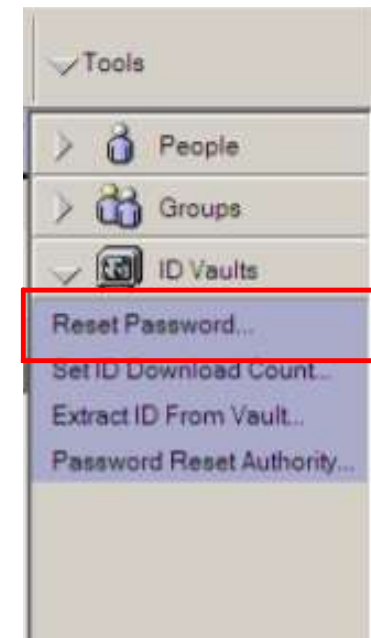 Tools
People
Groups
ID Vaults
Reset Password...
Set ID Download Count...
Extract ID From Vault...
Password Reset Authority...